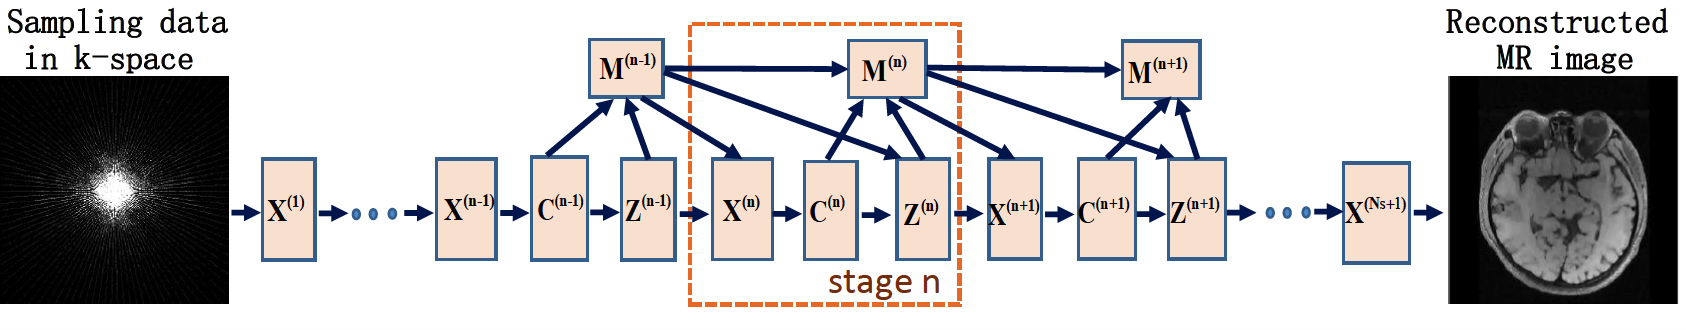 Sampling data
in k-space
Reconstructed
MR image
M(n-1)
M(n)
M(n+1)
X(1)
X(n-1)
C(n-1)
Z(n-1)
X(n)
C(n)
Z(n)
X(n+1)
C(n+1)
Z(n+1)
X(Ns+1)
stage n